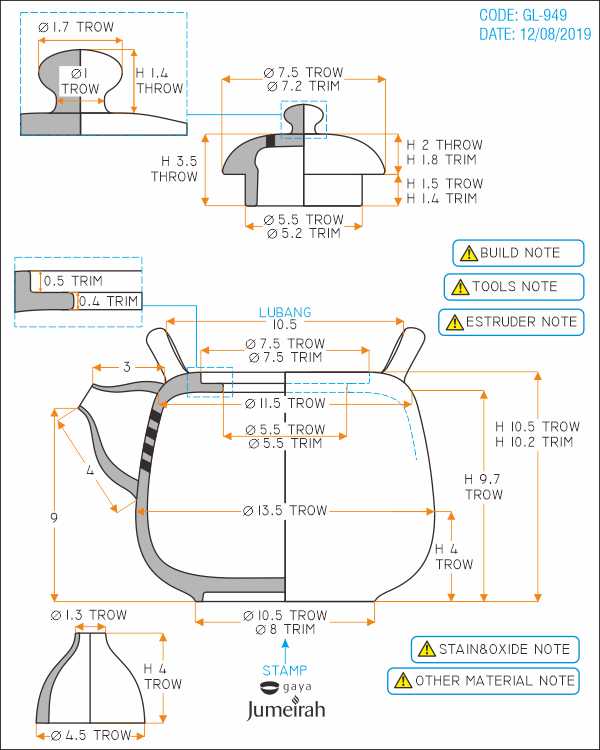 CODE: GL-949
DATE: 12/08/2019
Ø 1.7 TROW
Ø 1
TROW
H 1.4
THROW
Ø 7.5 TROW
Ø 7.2 TRIM
H 3.5
THROW
H 2 THROW
H 1.8 TRIM
H 1.5 TROW
H 1.4 TRIM
Ø 5.5 TROW
Ø 5.2 TRIM
BUILD NOTE
TOOLS NOTE
ESTRUDER NOTE
0.5 TRIM
0.4 TRIM
LUBANG
10.5
Ø 7.5 TROW
Ø 7.5 TRIM
3
Ø 11.5 TROW
Ø 5.5 TROW
Ø 5.5 TRIM
H 10.5 TROW
H 10.2 TRIM
4
H 9.7
TROW
9
Ø 13.5 TROW
H 4
TROW
Ø 10.5 TROW
Ø 8 TRIM
Ø 1.3 TROW
H 4
TROW
Ø 4.5 TROW
STAMP
gaya
Jumeirah
STAIN&OXIDE NOTE
OTHER MATERIAL NOTE